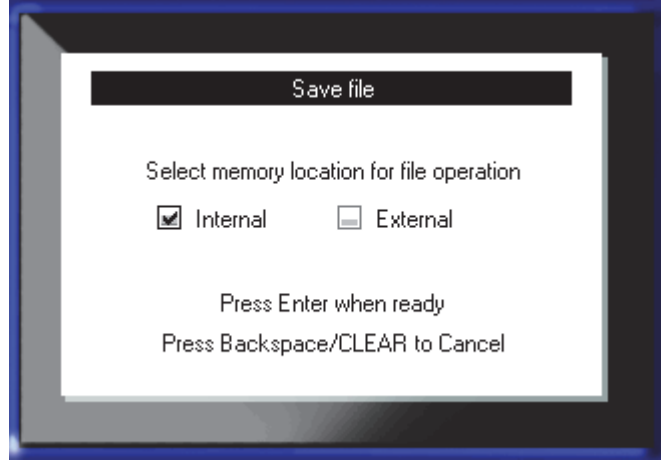 Save file
Select memory location for file operation
Internal External
Press Enter when ready
Press Backspace/CLEAR to Cancel